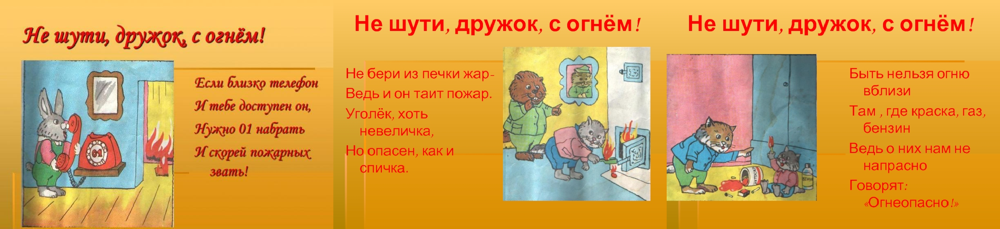 Не шути, дружок, с огнём!
Если близко телефон
И тебе доступен он,
Нужно 01 набрать
И скорей пожарных
звать!
01
Не шути, дружок, с огнём!
Не бери из печки жар-
Ведь и он таит пожар.
Уголёк, хоть
невеличка,
Но опасен, как и
спичка.
Не шути, дружок, с огнём!
Быть нельзя огню
вблизи
Там , где краска, газ,
бензин
Ведь о них нам не
напрасно
Говорят:
«Огнеопасно!»